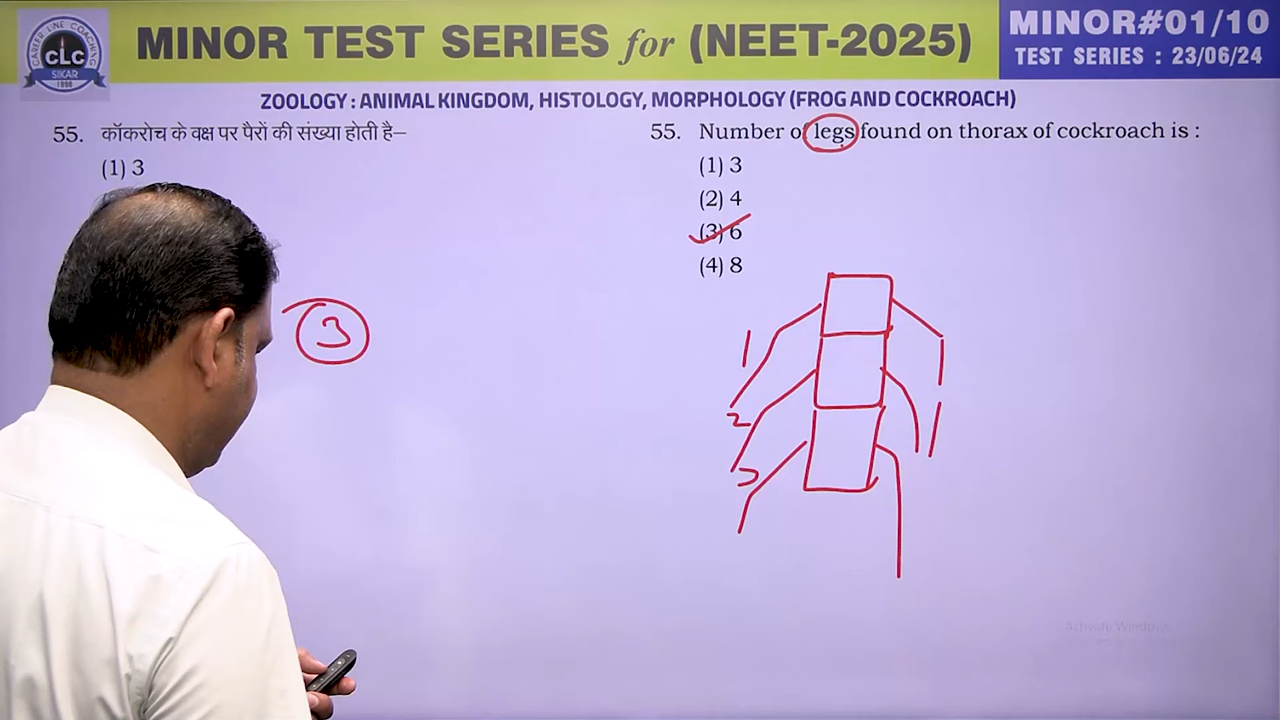 CAREER LINE COACHING
CLC
SIKAR
1996
MINOR TEST SERIES for (NEET-2025)
MINOR#01/10
TEST SERIES : 23/06/24
ZOOLOGY : ANIMAL KINGDOM, HISTOLOGY, MORPHOLOGY (FROG AND COCKROACH)
55. कॉकरोच के वक्ष पर पैरों की संख्या होती है–
(1) 3
55. Number of legs found on thorax of cockroach is :
(1) 3
(2) 4
(3) 6
(4) 8
3
1
2
3
Activate Windows